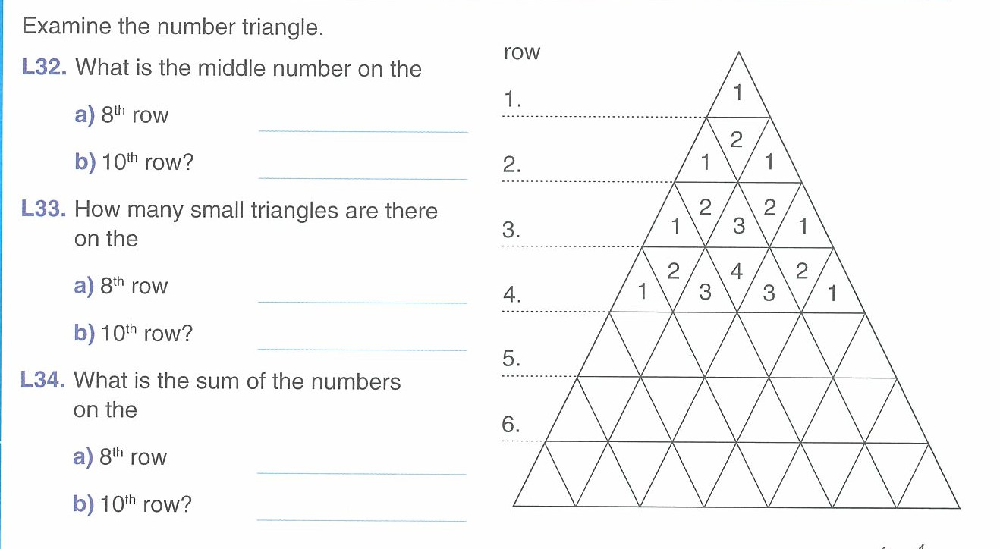 Examine the number triangle.
L32. What is the middle number on the
a) 8th row
b) 10th row?
L33. How many small triangles are there
on the
a) 8th row
b) 10th row?
L34. What is the sum of the numbers
on the
a) 8th row
b) 10th row?
row
1.
1
2.
2
1 1
3.
2 2
1 3 1
4.
2 4 2
1 3 3 1
5.
6.